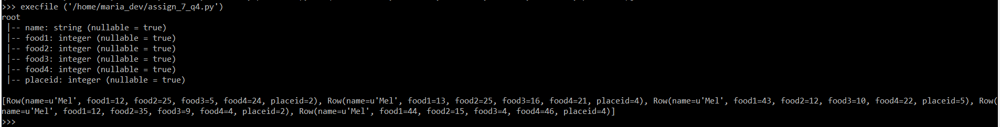 >>> execfile ('/home/maria_dev/assign_7_q4.py')
root
 |-- name: string (nullable = true)
 |-- food1: integer (nullable = true)
 |-- food2: integer (nullable = true)
 |-- food3: integer (nullable = true)
 |-- food4: integer (nullable = true)
 |-- placeid: integer (nullable = true)

[Row(name=u'Mel', food1=12, food2=25, food3=5, food4=24, placeid=2), Row(name=u'Mel', food1=13, food2=25, food3=16, food4=21, placeid=4), Row(name=u'Mel', food1=43, food2=12, food3=10, food4=22, placeid=5), Row(
name=u'Mel', food1=12, food2=35, food3=9, food4=4, placeid=2), Row(name=u'Mel', food1=44, food2=15, food3=4, food4=46, placeid=4)]
>>>